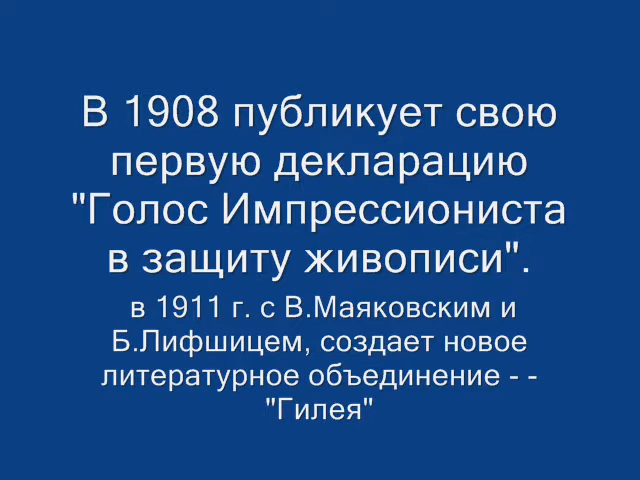 В 1908 публикует свою
первую декларацию
"Голос Импрессиониста
в защиту живописи".
в 1911 г. с В.Маяковским и
Б.Лифшицем, создает новое
литературное объединение - -
"Гилея"